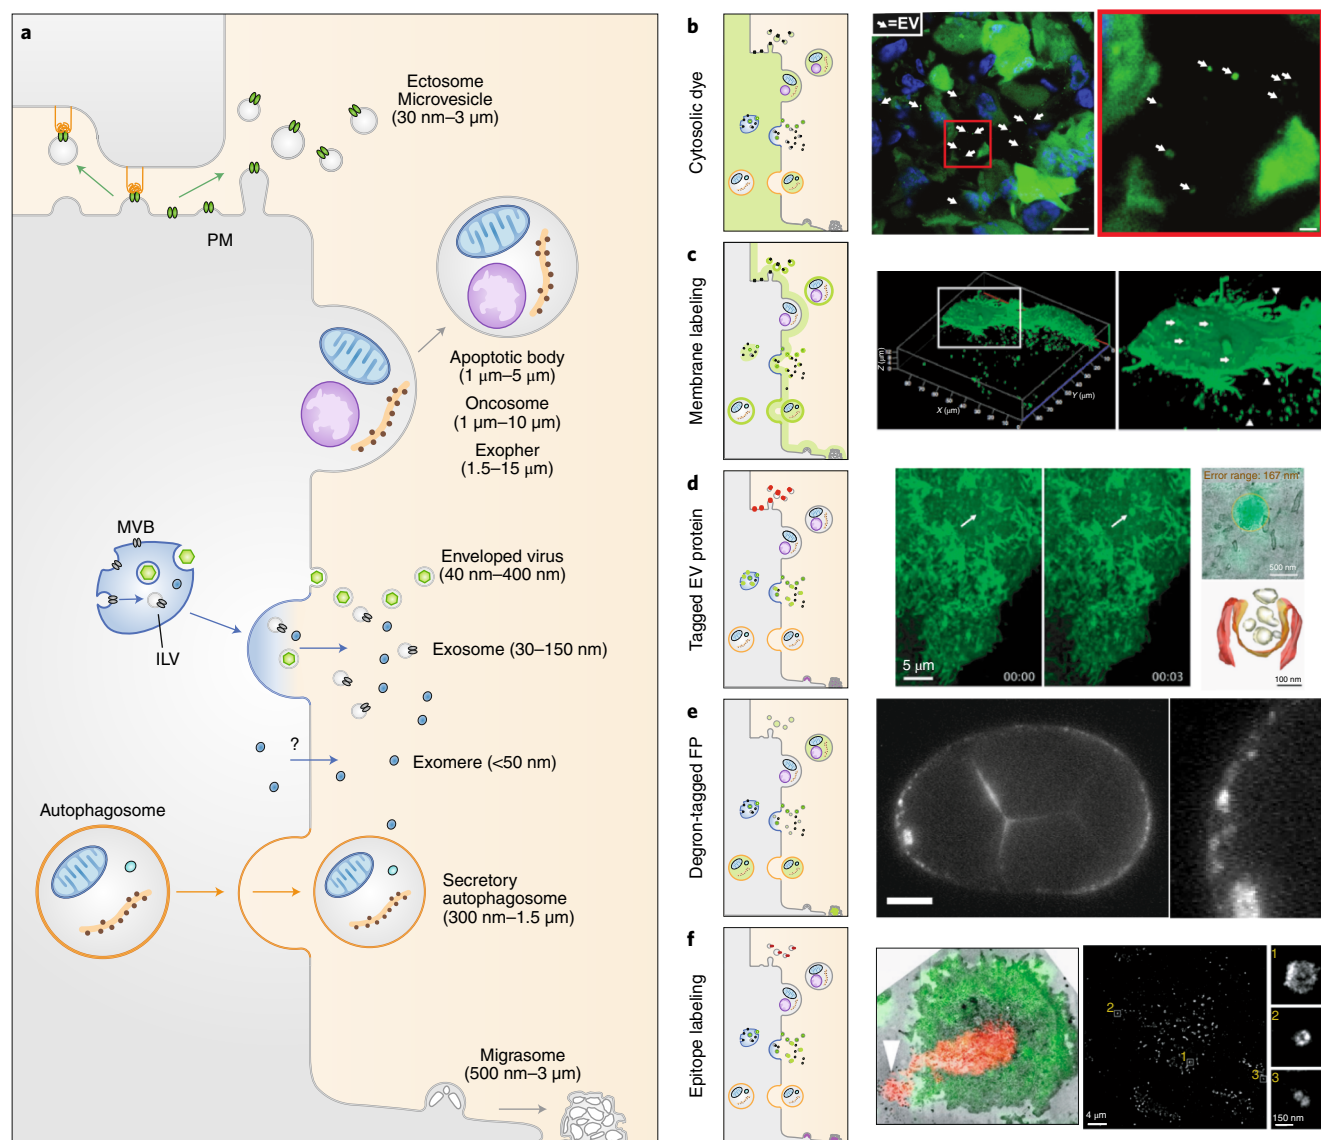 a
Ectosome
Microvesicle
(30 nm–3 µm)
PM
Apoptotic body
(1 µm–5 µm)
Oncosome
(1 µm–10 µm)
Exopher
(1.5–15 µm)
MVB
ILV
Enveloped virus
(40 nm–400 nm)
Exosome (30–150 nm)
?
Exomere (<50 nm)
Autophagosome
Secretory
autophagosome
(300 nm–1.5 µm)
Migrasome
(500 nm–3 µm)
b
Cytosolic dye
=EV
c
Membrane labeling
Z (µm)
X (µm)
Y (µm)
d
Tagged EV protein
5 µm
00:00
00:03
Error range: 167 nm
500 nm
100 nm
e
Degron-tagged FP
f
Epitope labeling
2
1
3
4 µm
1
2
3
150 nm